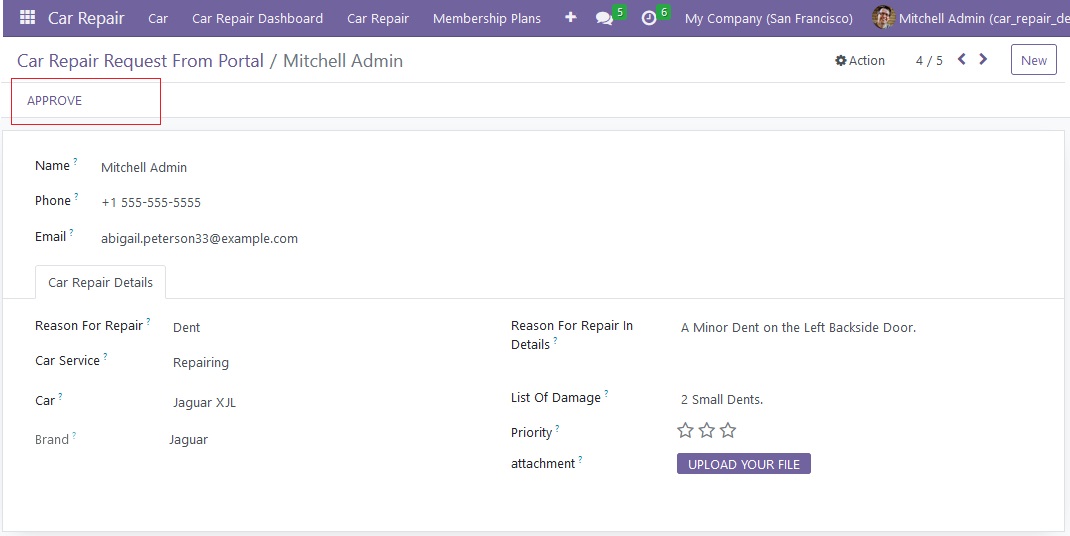 Car Repair Car Car Repair Dashboard Car Repair Membership Plans + 5 6 My Company (San Francisco) Mitchell Admin (car_repair_de
Car Repair Request From Portal / Mitchell Admin Action 4 / 5 New
APPROVE
Name ? Mitchell Admin
Phone ? +1 555-555-5555
Email ? abigail.peterson33@example.com
Car Repair Details
Reason For Repair ? Dent
Car Service ? Repairing
Car ? Jaguar XJL
Brand ? Jaguar
Reason For Repair In
Details ? A Minor Dent on the Left Backside Door.
List Of Damage ? 2 Small Dents.
Priority ?
attachment ? UPLOAD YOUR FILE